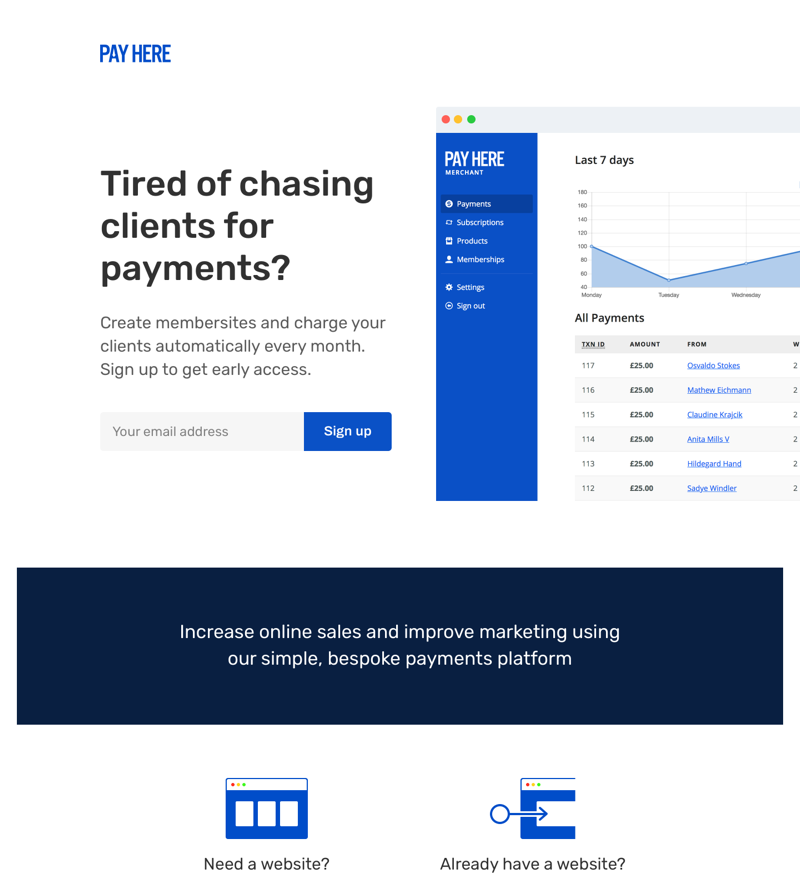 PAY HERE
Tired of chasing
clients for
payments?
Create membersites and charge your
clients automatically every month.
Sign up to get early access.
Your email address
Sign up
PAY HERE
MERCHANT
Payments
Subscriptions
Products
Memberships
Settings
Sign out
Last 7 days
180
160
140
120
100
80
60
40
Monday Tuesday Wednesday
All Payments
TXN ID AMOUNT FROM W
117 £25.00 Osvaldo Stokes 2
116 £25.00 Mathew Eichmann 2
115 £25.00 Claudine Krajcik 2
114 £25.00 Anita Mills V 2
113 £25.00 Hildegard Hand 2
112 £25.00 Sadye Windler 2
Increase online sales and improve marketing using
our simple, bespoke payments platform
Need a website?
Already have a website?